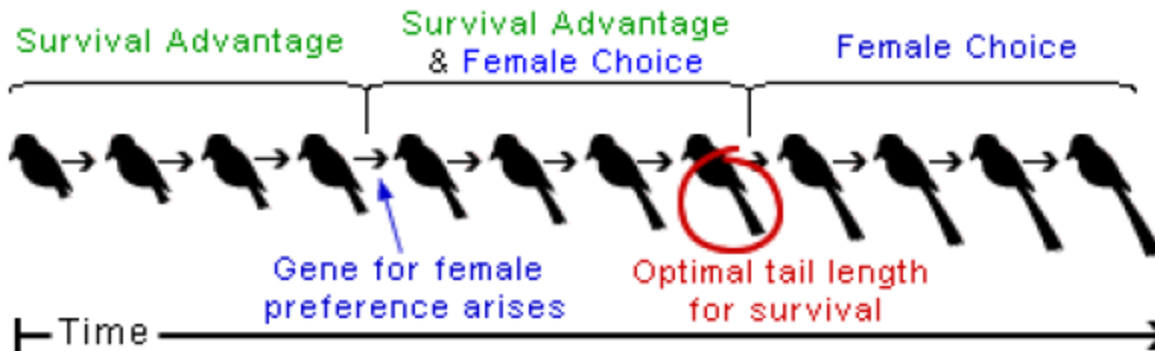 Survival Advantage
Survival Advantage
& Female Choice
Female Choice
Gene for female
preference arises
Optimal tail length
for survival
Time